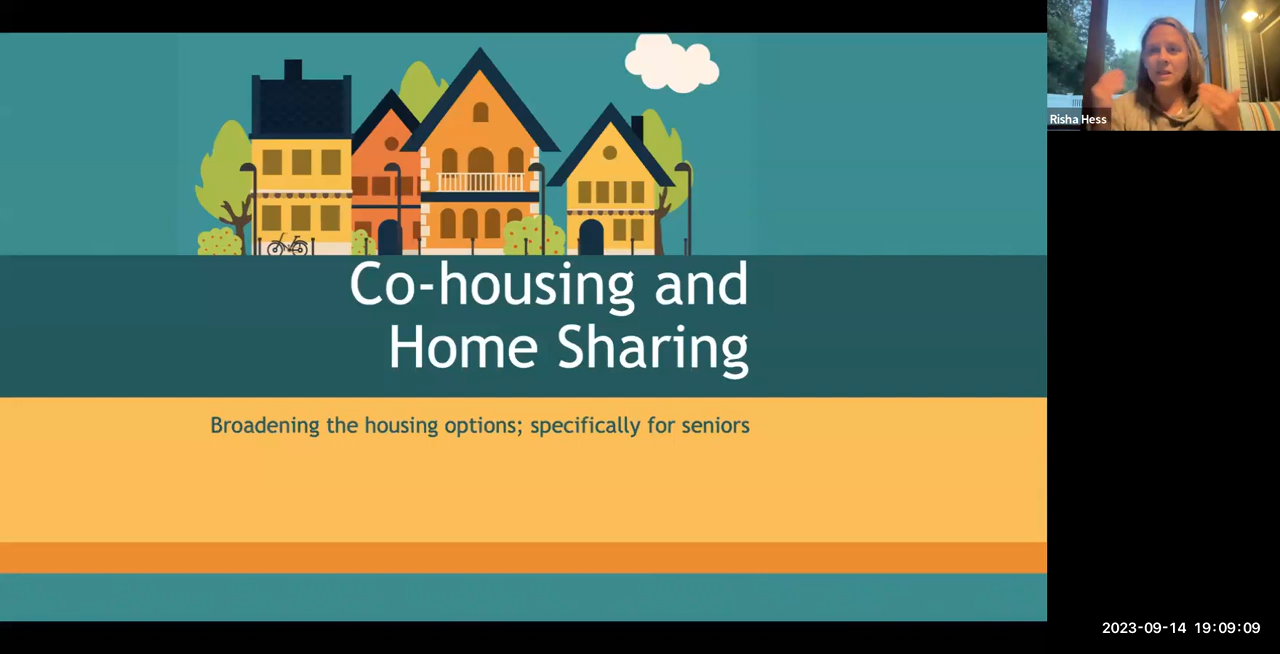 Risha Hess
Co-housing and
Home Sharing
Broadening the housing options; specifically for seniors
2023-09-14 19:09:09